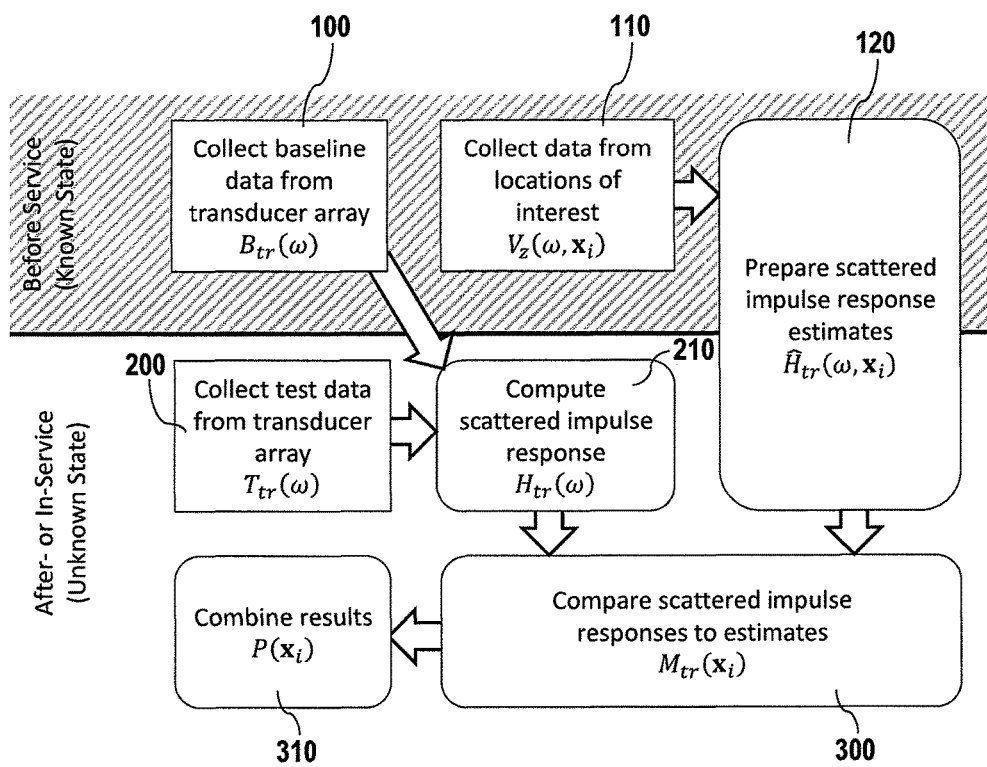 100
110
120
Before Service
(Known State)
Collect baseline
data from
transducer array
B_tr(ω)
Collect data from
locations of
interest
V_z(ω, x_i)
Prepare scattered
impulse response
estimates
Ĥ_tr(ω, x_i)
After- or In-Service
(Unknown State)
200
Collect test data
from transducer
array
T_tr(ω)
210
Compute
scattered impulse
response
H_tr(ω)
Combine results
P(x_i)
Compare scattered impulse
responses to estimates
M_tr(x_i)
310
300